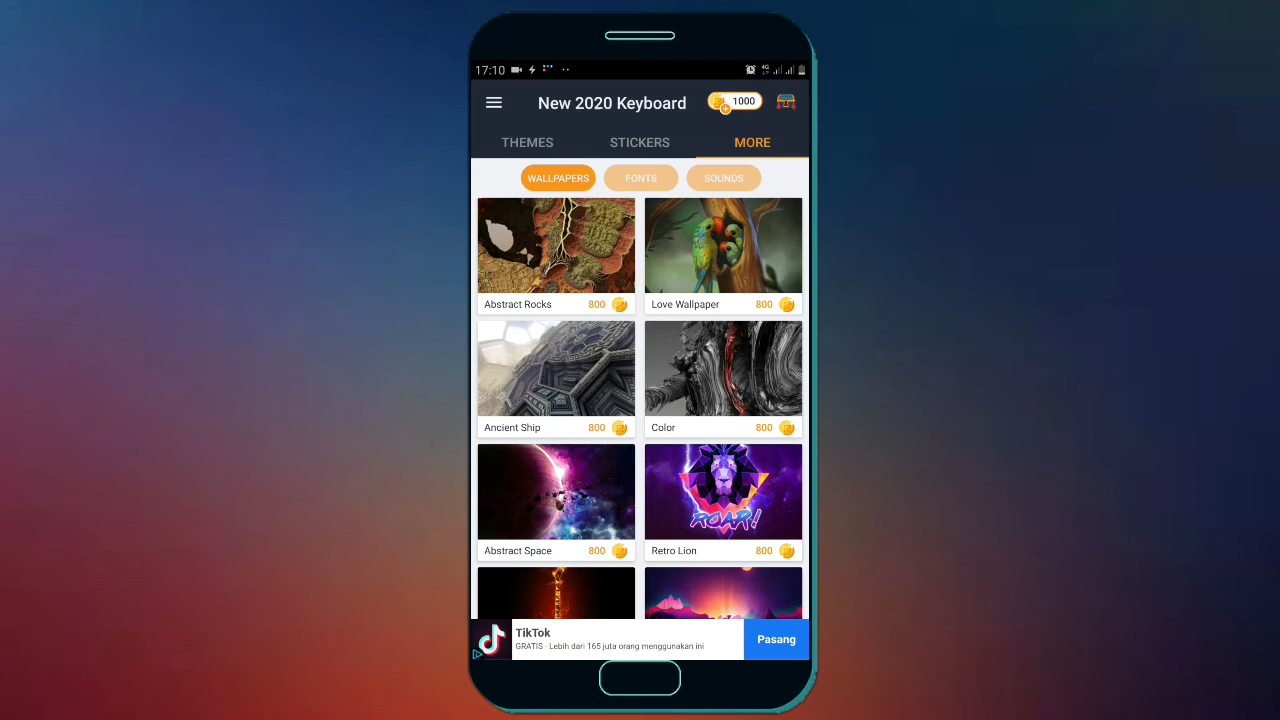 17:10
4G
New 2020 Keyboard
1000
THEMES STICKERS MORE
WALLPAPERS FONTS SOUNDS
Abstract Rocks 800
Love Wallpaper 800
Ancient Ship 800
Color 800
ROAR!
Abstract Space 800
Retro Lion 800
TikTok
GRATIS · Lebih dari 165 juta orang menggunakan ini
Pasang